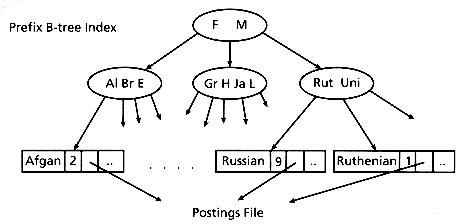 Prefix B-tree Index
F M
Al Br E
Gr H Ja L
Rut Uni
Afgan 2 ..
. . . . .
Russian 9 ..
Ruthenian 1 ..
Postings File